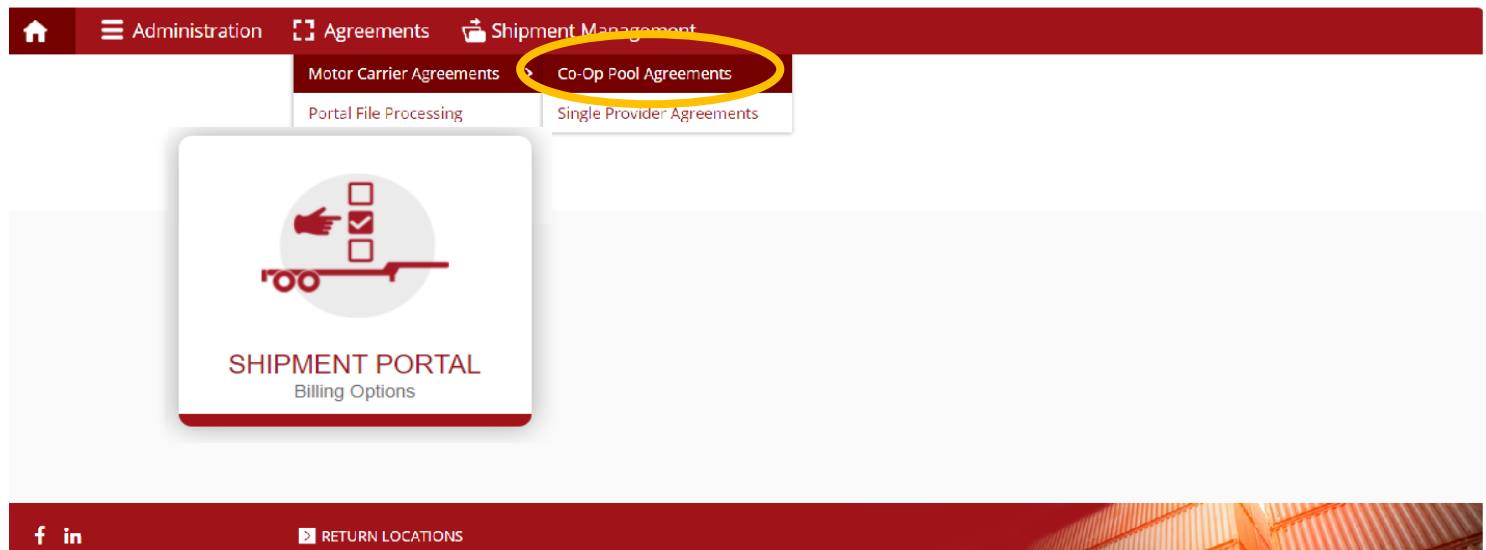 Administration Agreements Shipment Management
Motor Carrier Agreements Co-Op Pool Agreements
Portal File Processing Single Provider Agreements
SHIPMENT PORTAL
Billing Options
f in RETURN LOCATIONS